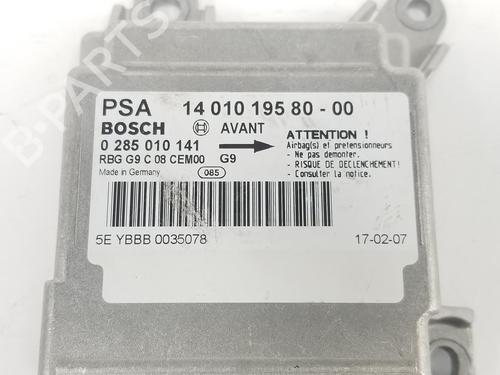 PSA 14 010 195 80 - 00
BOSCH AVANT
0 285 010 141
RBG G9 C 08 CEM00 G9
Made in Germany 085
ATTENTION !
Airbag(s) et pretensionneurs
- Ne pas demonter.
- RISQUE DE DECLENCHEMENT!
- Consulter la notice.
5E YBBB 0035078 17-02-07